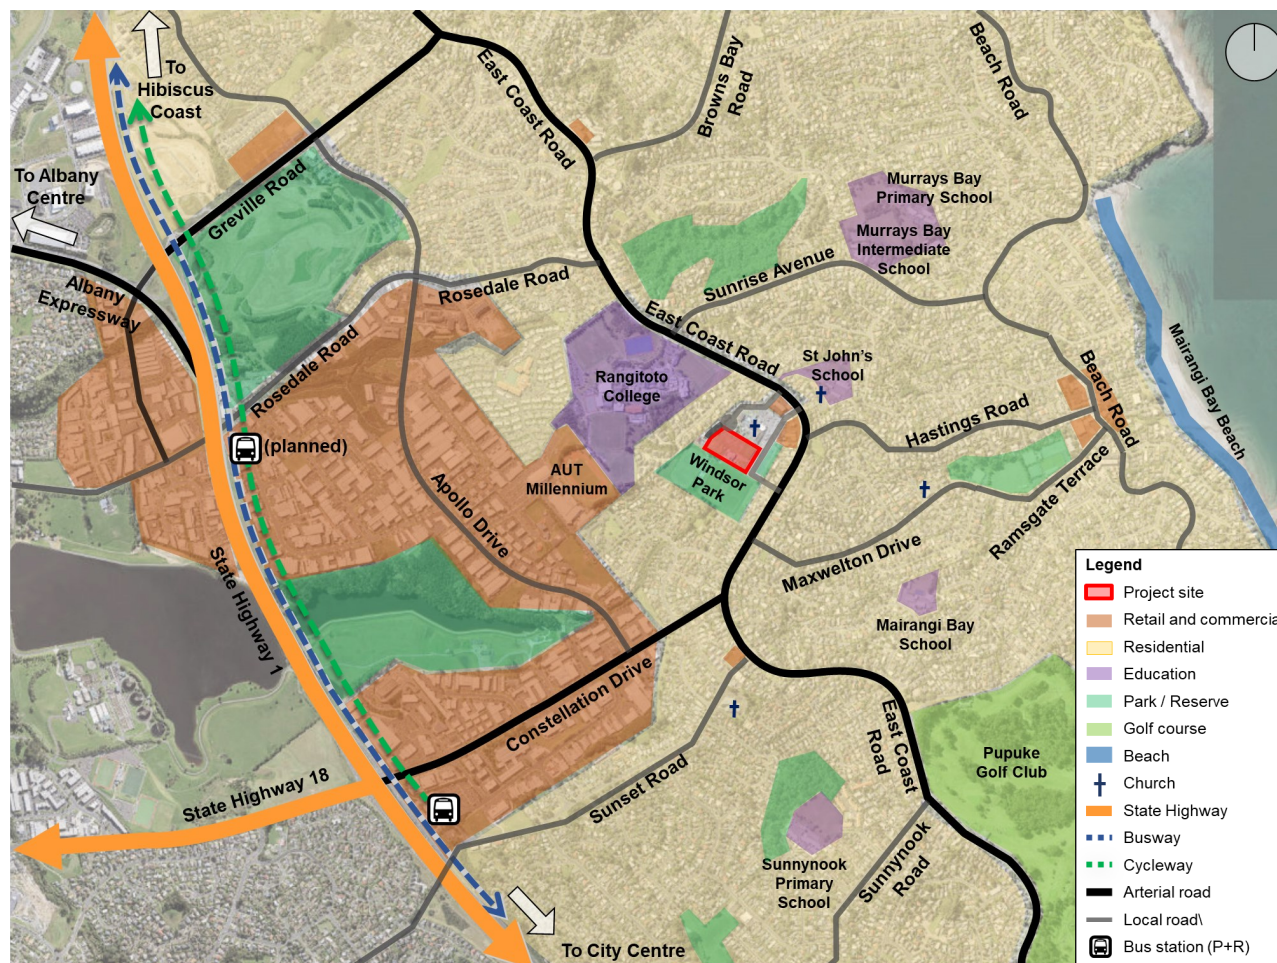 To
Hibiscus
Coast
To Albany
Centre
Albany
Expressway
Greville Road
East Coast Road
Browns Bay
Road
Beach Road
Murrays Bay
Primary School
Murrays Bay
Intermediate
School
Sunrise Avenue
Rosedale Road
Rosedale Road
East Coast Road
St John's
School
Rangitoto
College
Mairangi Bay Beach
Beach Road
Hastings Road
(planned)
AUT
Millennium
Windsor
Park
Apollo Drive
Ramsgate Terrace
Maxwelton Drive
State Highway 1
Mairangi Bay
School
Constellation Drive
East Coast
Road
Pupuke
Golf Club
State Highway 18
Sunset Road
Sunnynook
Road
Sunnynook
Primary
School
To City Centre
Legend
Project site
Retail and commercia
Residential
Education
Park / Reserve
Golf course
Beach
Church
State Highway
Busway
Cycleway
Arterial road
Local road\
Bus station (P+R)